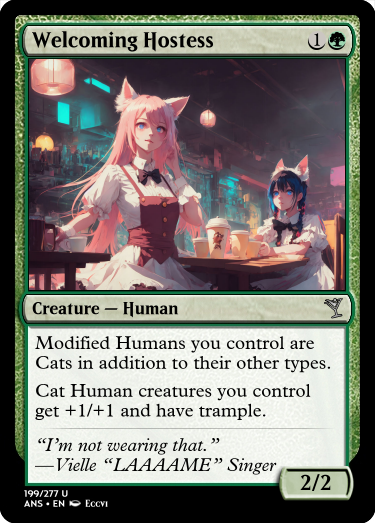 Welcoming Hostess 1
Creature — Human
Modified Humans you control are
Cats in addition to their other types.
Cat Human creatures you control
get +1/+1 and have trample.
“I’m not wearing that.”
—Vielle “LAAAAME” Singer
2/2
199/277 U
ANS • EN Eccvi